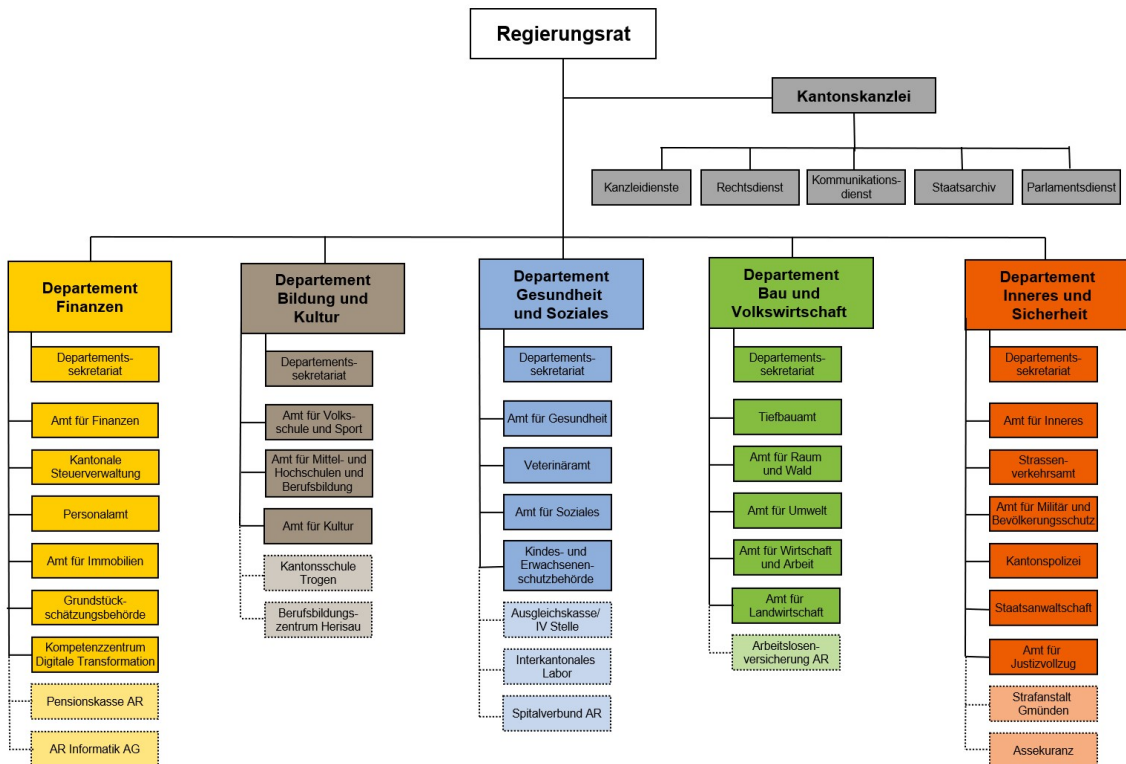 Regierungsrat
Kantonskanzlei
Kanzleidienste
Rechtsdienst
Kommunikations-
dienst
Staatsarchiv
Parlamentsdienst
Departement
Finanzen
Departements-
sekretariat
Amt für Finanzen
Kantonale
Steuerverwaltung
Personalamt
Amt für Immobilien
Grundstück-
schätzungsbehörde
Kompetenzzentrum
Digitale Transformation
Pensionskasse AR
AR Informatik AG
Departement
Bildung und
Kultur
Departements-
sekretariat
Amt für Volks-
schule und Sport
Amt für Mittel- und
Hochschulen und
Berufsbildung
Amt für Kultur
Kantonsschule
Trogen
Berufsbildungs-
zentrum Herisau
Departement
Gesundheit
und Soziales
Departements-
sekretariat
Amt für Gesundheit
Veterinäramt
Amt für Soziales
Kindes- und
Erwachsenen-
schutzbehörde
Ausgleichskasse/
IV Stelle
Interkantonales
Labor
Spitalverbund AR
Departement
Bau und
Volkswirtschaft
Departements-
sekretariat
Tiefbauamt
Amt für Raum
und Wald
Amt für Umwelt
Amt für Wirtschaft
und Arbeit
Amt für
Landwirtschaft
Arbeitslosen-
versicherung AR
Departement
Inneres und
Sicherheit
Departements-
sekretariat
Amt für Inneres
Strassen-
verkehrsamt
Amt für Militär und
Bevölkerungsschutz
Kantonspolizei
Staatsanwaltschaft
Amt für
Justizvollzug
Strafanstalt
Gmünden
Assekuranz